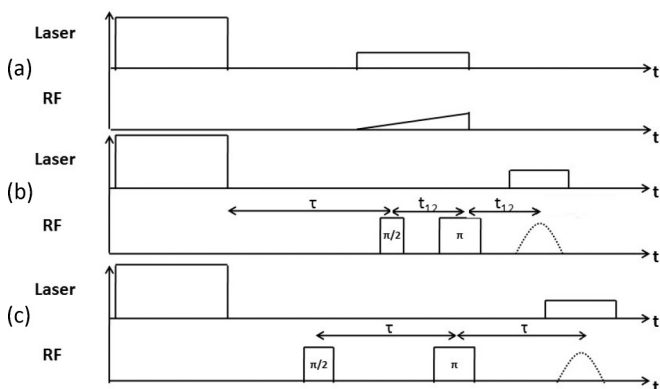 Laser
t
(a)
RF
t
Laser
t
(b)
τ
t12
t12
RF
π/2
π
t
Laser
t
(c)
τ
τ
RF
π/2
π
t